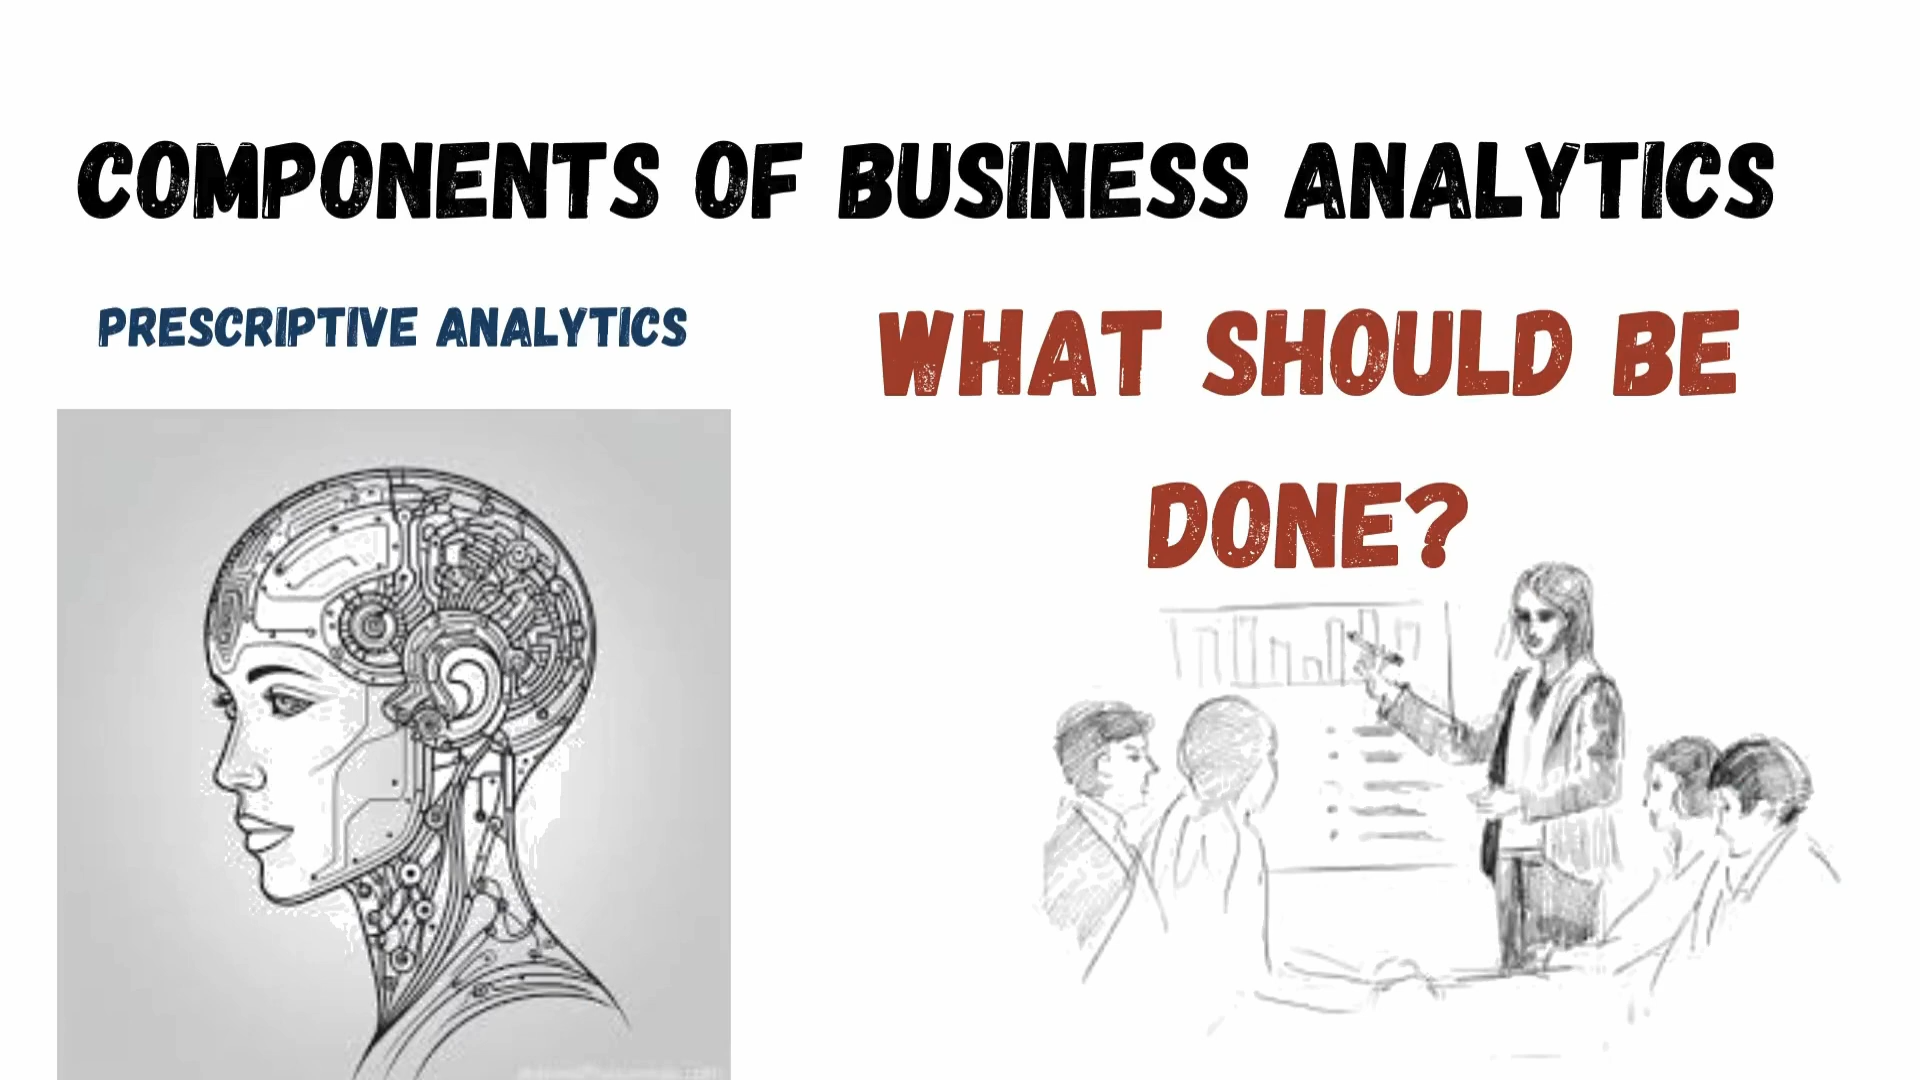 COMPONENTS OF BUSINESS ANALYTICS
PRESCRIPTIVE ANALYTICS
WHAT SHOULD BE
DONE?